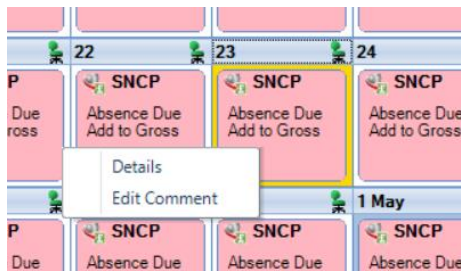 22 23 24
P SNCP SNCP SNCP
Due Absence Due Absence Due Absence Due
ross Add to Gross Add to Gross Add to Gross
Details
Edit Comment
1 May
P SNCP SNCP SNCP
Due Absence Due Absence Due Absence Due